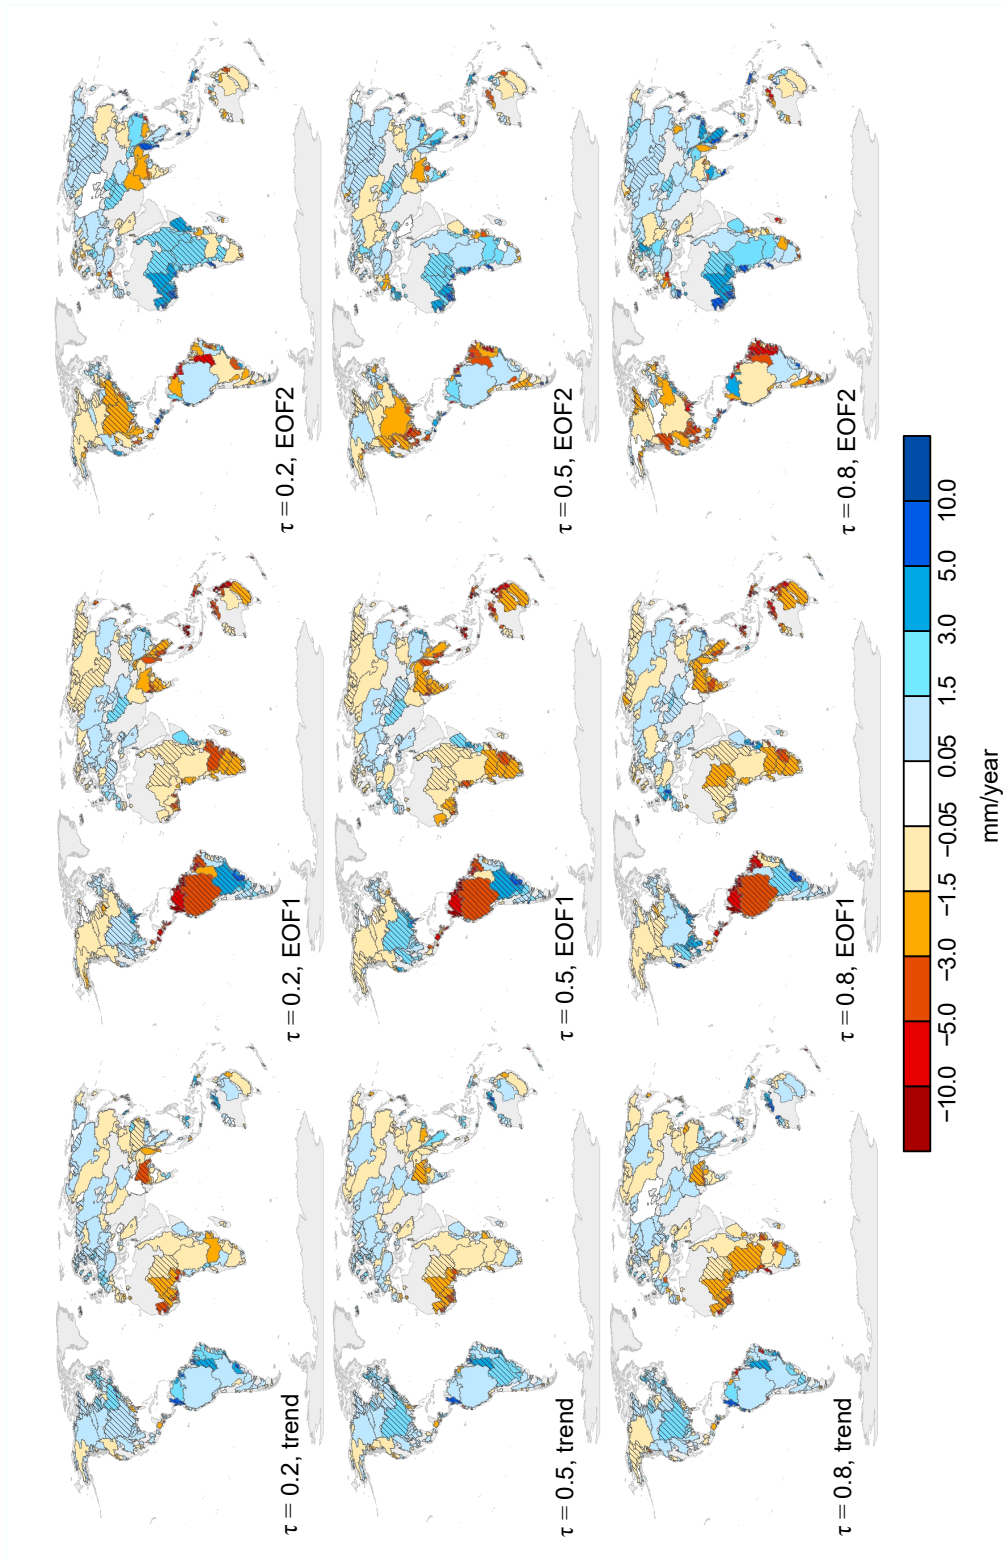 τ = 0.2, trend
τ = 0.2, EOF1
τ = 0.2, EOF2
τ = 0.5, trend
τ = 0.5, EOF1
τ = 0.5, EOF2
τ = 0.8, trend
τ = 0.8, EOF1
τ = 0.8, EOF2
−10.0 −5.0 −3.0 −1.5 −0.05 0.05 1.5 3.0 5.0 10.0
mm/year